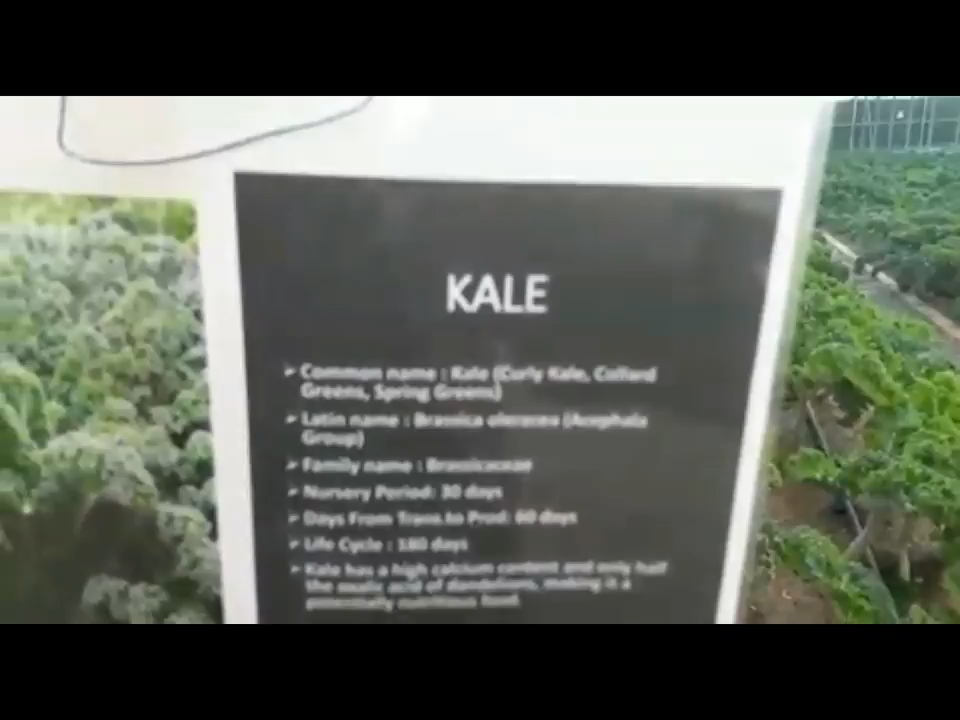 KALE
➢ Common name : Kale (Curly Kale, Collard
Greens, Spring Greens)
➢ Latin name : Brassica oleracea (Acephala
Group)
➢ Family name : Brassicaceae
➢ Nursery Period: 30 days
➢ Days From Trans.to Prod: 60 days
➢ Life Cycle : 180 days
➢ Kale has a high calcium content and only half
the oxalic acid of dandelions, making it a
potentially nutritious food.